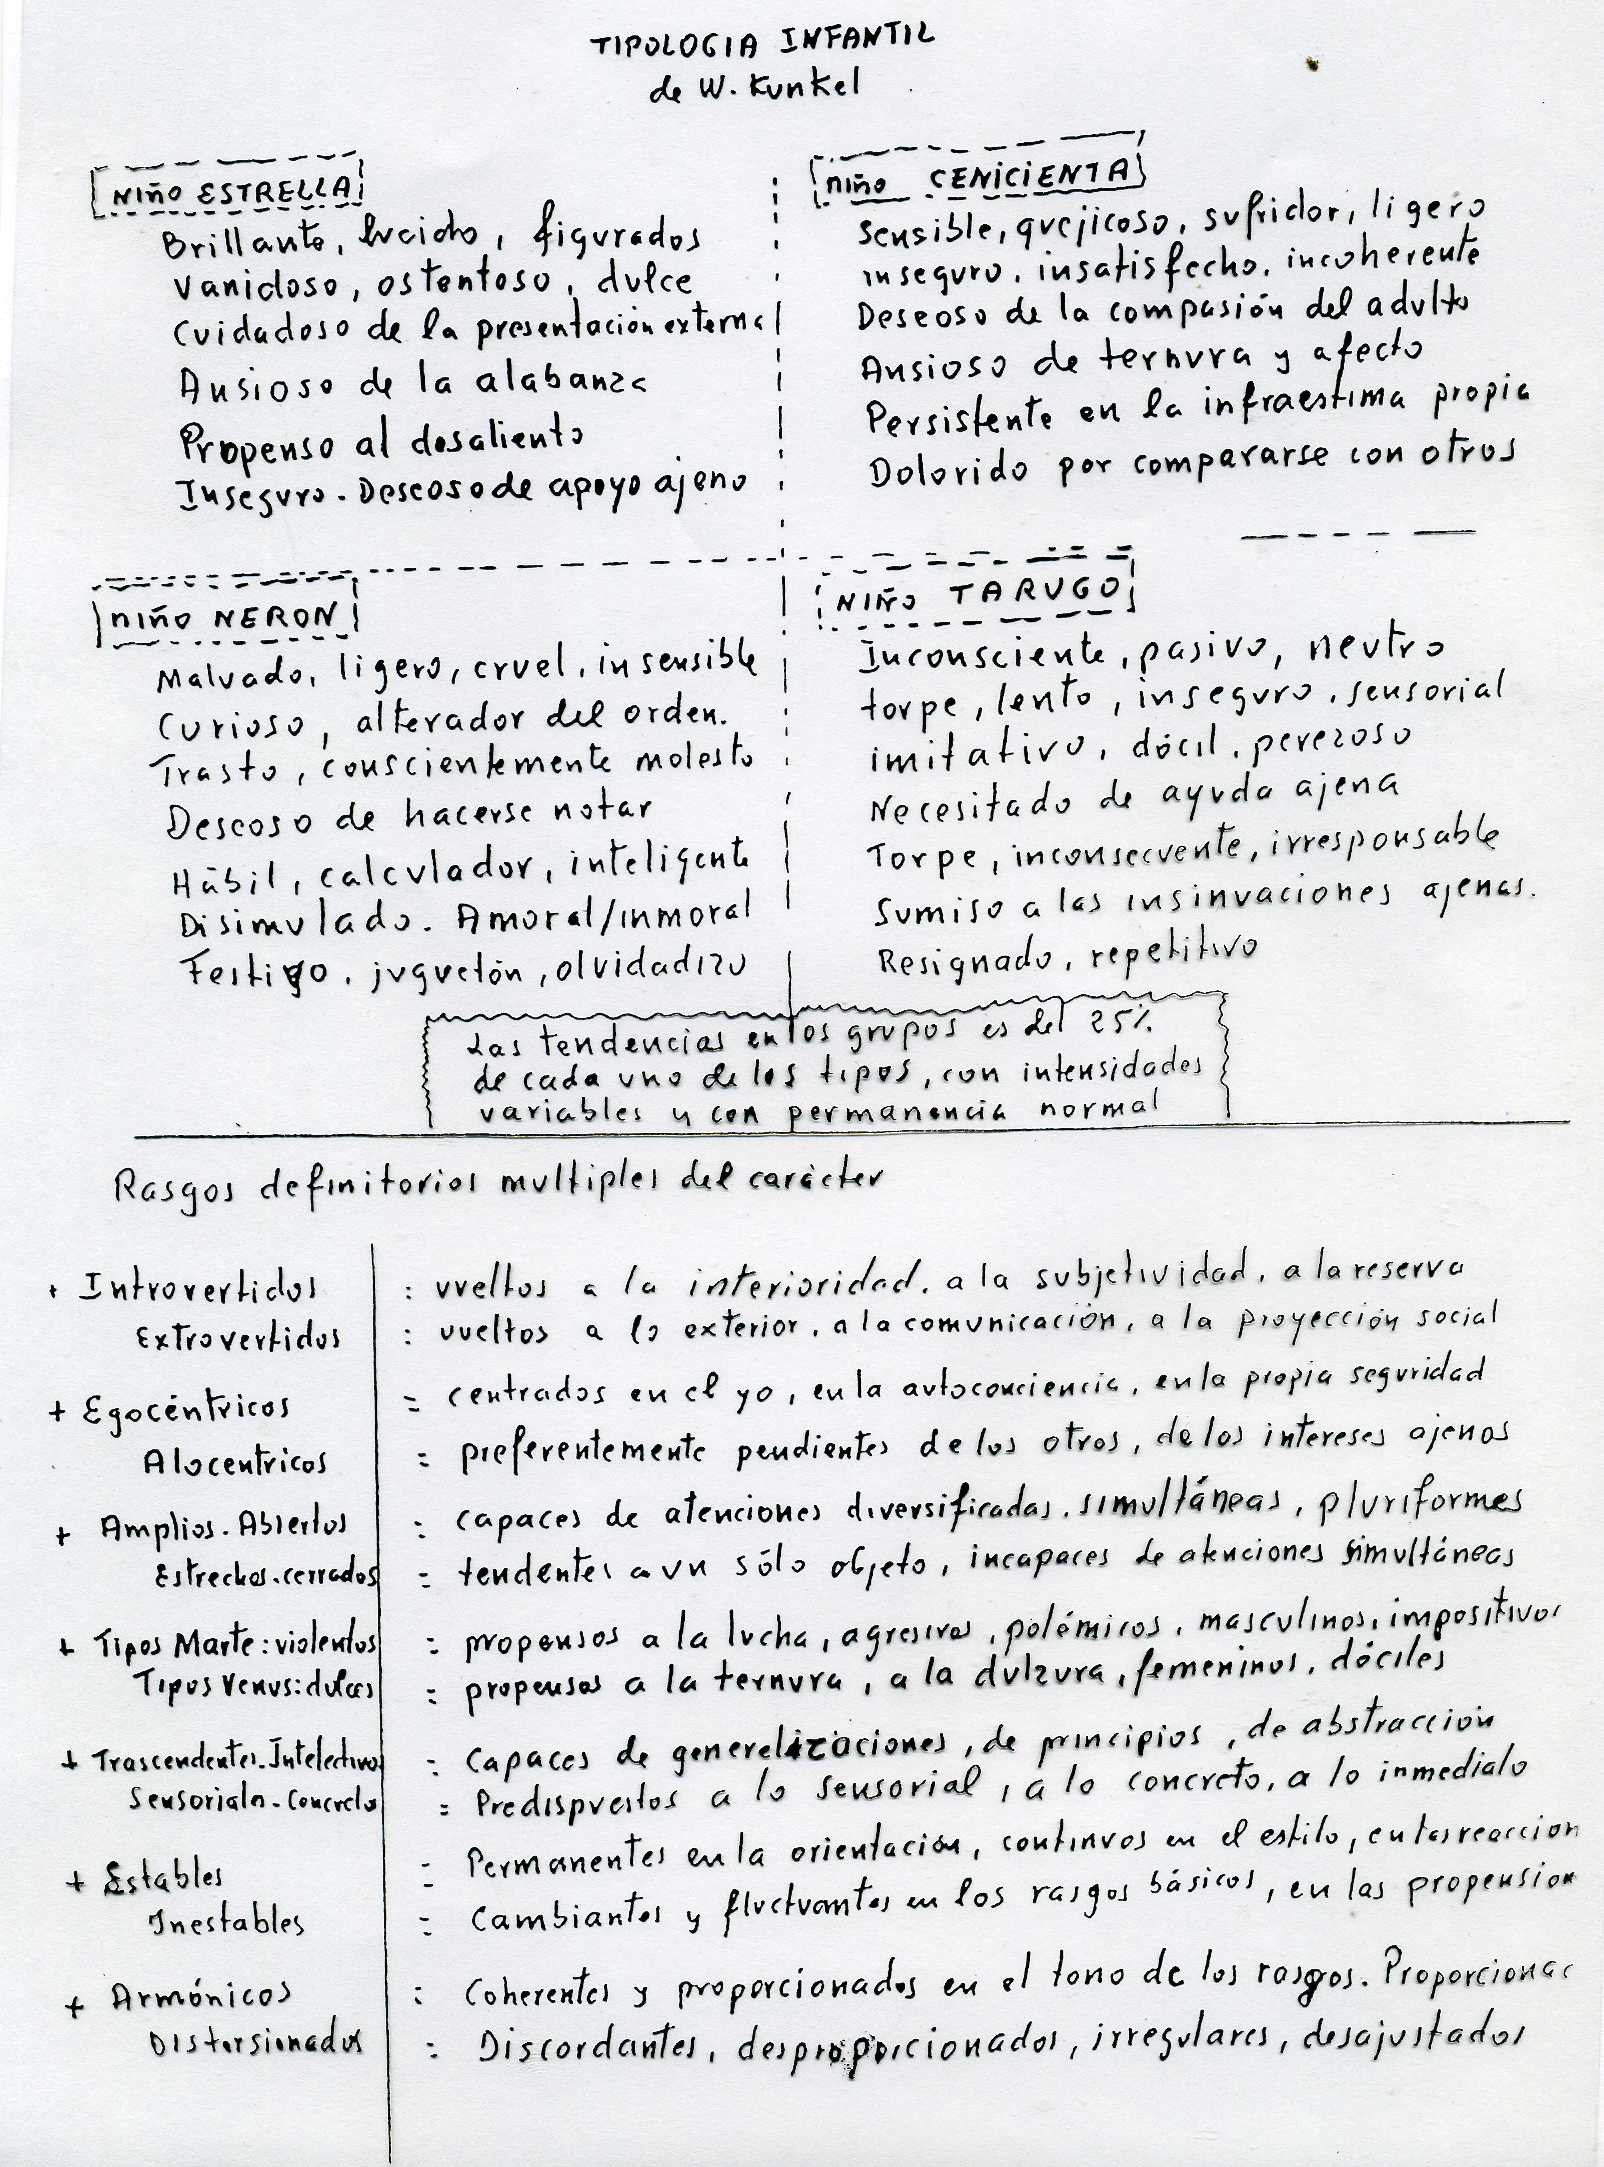 TIPOLOGIA INFANTIL
de W. Kunkel
NIÑO ESTRELLA
Brillante, lucido, figurados
Vanidoso, ostentoso, dulce
Cuidadoso de la presentación externa
Ansioso de la alabanza
Propenso al desaliento
Inseguro. Deseoso de apoyo ajeno
NIÑO CENICIENTA
Sensible, quejicoso, sufridor, ligero
inseguro, insatisfecho, incoherente
Deseoso de la compasión del adulto
Ansioso de ternura y afecto
Persistente en la infraestima propia
Dolorido por compararse con otros
NIÑO NERON
Malvado, ligero, cruel, insensible
Curioso, alterador del orden.
Trasto, conscientemente molesto
Deseoso de hacerse notar
Hábil, calculador, inteligente
Disimulado. Amoral/inmoral
Festivo, juguetón, olvidadizo
NIÑO TARUGO
Inconsciente, pasivo, neutro
torpe, lento, inseguro, sensorial
imitativo, dócil, perezoso
Necesitado de ayuda ajena
Torpe, inconsecuente, irresponsable
Sumiso a las insinuaciones ajenas.
Resignado, repetitivo
Las tendencias en los grupos es del 25%
de cada uno de los tipos, con intensidades
variables y con permanencia normal
Rasgos definitorios multiples del carácter
+ Introvertidos : vueltos a la interioridad, a la subjetividad, a la reserva
Extrovertidos : vueltos a lo exterior, a la comunicación, a la proyección social
+ Egocéntricos = centrados en el yo, en la autoconciencia, en la propia seguridad
Alocentricos = preferentemente pendientes de los otros, de los intereses ajenos
+ Amplios. Abiertos : capaces de atenciones diversificadas, simultáneas, pluriformes
Estrechos. cerrados = tendentes a un sólo objeto, incapaces de atenciones simultáneas
+ Tipos Marte: violentos = propensos a la lucha, agresivos, polémicos, masculinos, impositivos
Tipos Venus: dulces = propensos a la ternura, a la dulzura, femeninos, dóciles
+ Trascendentes. Intelectivos = Capaces de generelizaciones, de principios, de abstracción
Sensoriales - Concreto = Predispuestos a lo sensorial, a lo concreto, a lo inmediato
+ Estables = Permanentes en la orientación, continuos en el estilo, en las reaccion
Inestables = Cambiantes y fluctuantes en los rasgos básicos, en las propension
+ Armónicos : Coherentes y proporcionados en el tono de los rasgos. Proporcionac
Distorsionados = Discordantes, desproporcionados, irregulares, desajustados